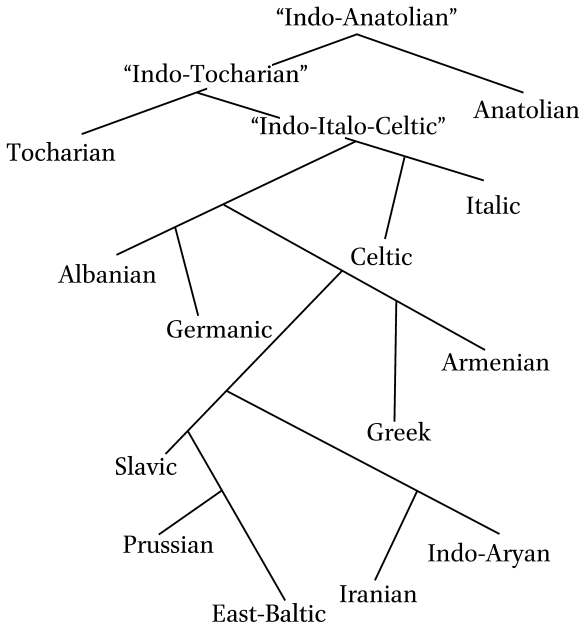 “Indo-Anatolian”
“Indo-Tocharian”
Anatolian
“Indo-Italo-Celtic”
Tocharian
Italic
Celtic
Albanian
Germanic
Armenian
Greek
Slavic
Prussian
Indo-Aryan
Iranian
East-Baltic